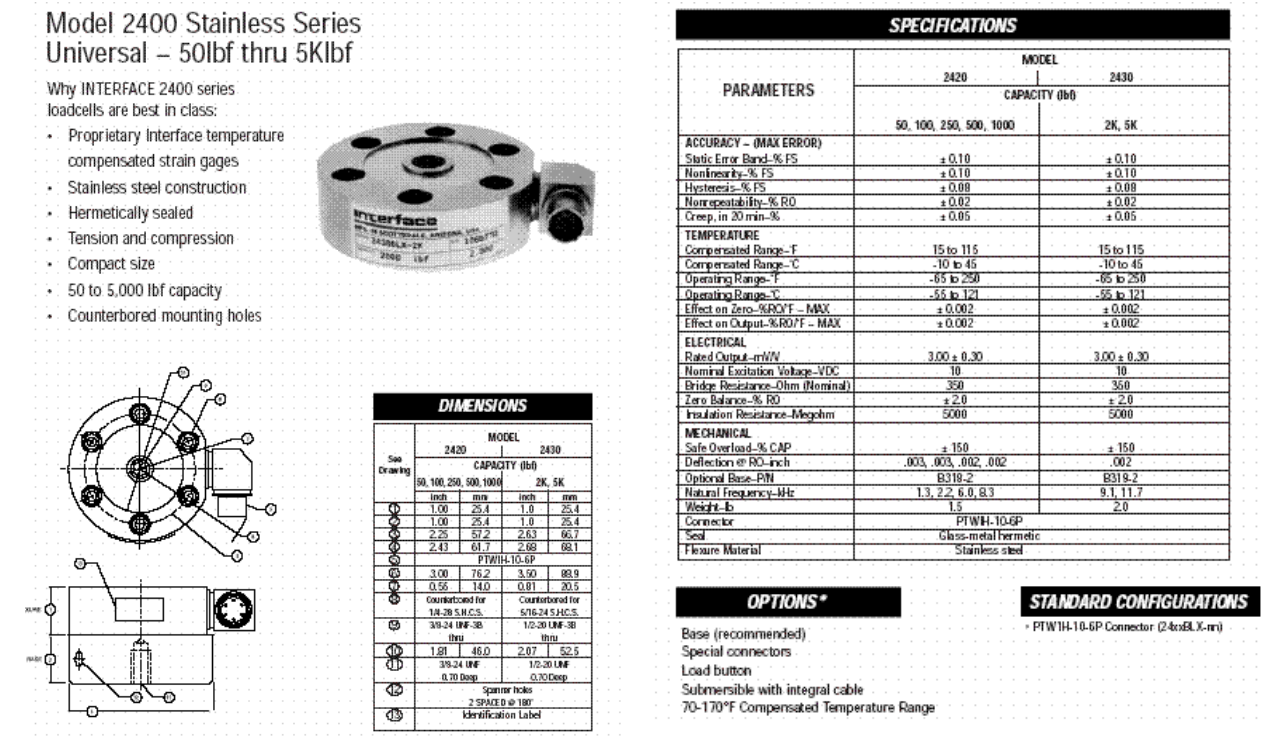 Model 2400 Stainless Series
Universal – 50lbf thru 5Klbf
Why INTERFACE 2400 series
loadcells are best in class:
• Proprietary Interface temperature
compensated strain gages
• Stainless steel construction
• Hermetically sealed
• Tension and compression
• Compact size
• 50 to 5,000 lbf capacity
• Counterbored mounting holes
Interface
2000 lbf
DIMENSIONS
See
Drawing
MODEL
2420 2430
CAPACITY (lbf)
50, 100, 250, 500, 1000 2K, 5K
inch mm inch mm
1 1.00 25.4 1.0 25.4
2 1.00 25.4 1.0 25.4
3 2.25 57.2 2.63 66.7
4 2.43 61.7 2.68 68.1
5 PTWIH-10-6P
6 3.00 76.2 3.50 88.9
7 0.55 14.0 0.81 20.5
8 Counterbored for Counterbored for
1/4-28 S.H.C.S. 5/16-24 S.H.C.S.
9 3/8-24 UNF-3B 1/2-20 UNF-3B
thru thru
10 1.81 46.0 2.07 52.5
11 3/8-24 UNF 1/2-20 UNF
0.70 Deep 0.70 Deep
12 Spanner holes
2 SPACED @ 180°
13 Identification Label
SPECIFICATIONS
PARAMETERS
MODEL
2420 2430
CAPACITY (lbf)
50, 100, 250, 500, 1000 2K, 5K
ACCURACY – (MAX ERROR)
Static Error Band–% FS ± 0.10 ± 0.10
Nonlinearity–% FS ± 0.10 ± 0.10
Hysteresis–% FS ± 0.08 ± 0.08
Nonrepeatability–% RO ± 0.02 ± 0.02
Creep, in 20 min–% ± 0.05 ± 0.05
TEMPERATURE
Compensated Range–°F 15 to 115 15 to 115
Compensated Range–°C -10 to 45 -10 to 45
Operating Range–°F -65 to 250 -65 to 250
Operating Range–°C -55 to 121 -55 to 121
Effect on Zero–%RO/°F – MAX ± 0.002 ± 0.002
Effect on Output–%RO/°F – MAX ± 0.002 ± 0.002
ELECTRICAL
Rated Output–mV/V 3.00 ± 0.30 3.00 ± 0.30
Nominal Excitation Voltage–VDC 10 10
Bridge Resistance–Ohm (Nominal) 350 350
Zero Balance–% RO ± 2.0 ± 2.0
Insulation Resistance–Megohm 5000 5000
MECHANICAL
Safe Overload–% CAP ± 150 ± 150
Deflection @ RO–inch .003, .003, .002, .002 .002
Optional Base–P/N B318-2 B319-2
Natural Frequency–kHz 1.3, 2.2, 6.0, 8.3 9.1, 11.7
Weight–lb 1.5 2.0
Connector PTWIH-10-6P
Seal Glass-metal hermetic
Flexure Material Stainless steel
OPTIONS*
Base (recommended)
Special connectors
Load button
Submersible with integral cable
70-170°F Compensated Temperature Range
STANDARD CONFIGURATIONS
• PTW1H-10-6P Connector (24xxBLX-nn)